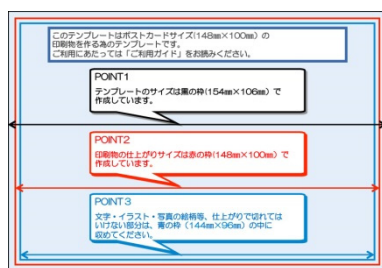 このテンプレートはポストカードサイズ(148㎜×100㎜)の
印刷物を作る為のテンプレートです。
ご利用にあたっては「ご利用ガイド」をお読みください。
POINT1
テンプレートのサイズは黒の枠(154㎜×106㎜)で
作成しています。
POINT2
印刷物の仕上がりサイズは赤の枠(148㎜×100㎜)で
作成しています。
POINT3
文字・イラスト・写真の絵柄等、仕上がりで切れては
いけない部分は、青の枠(144㎜×96㎜)の中に
収めてください。